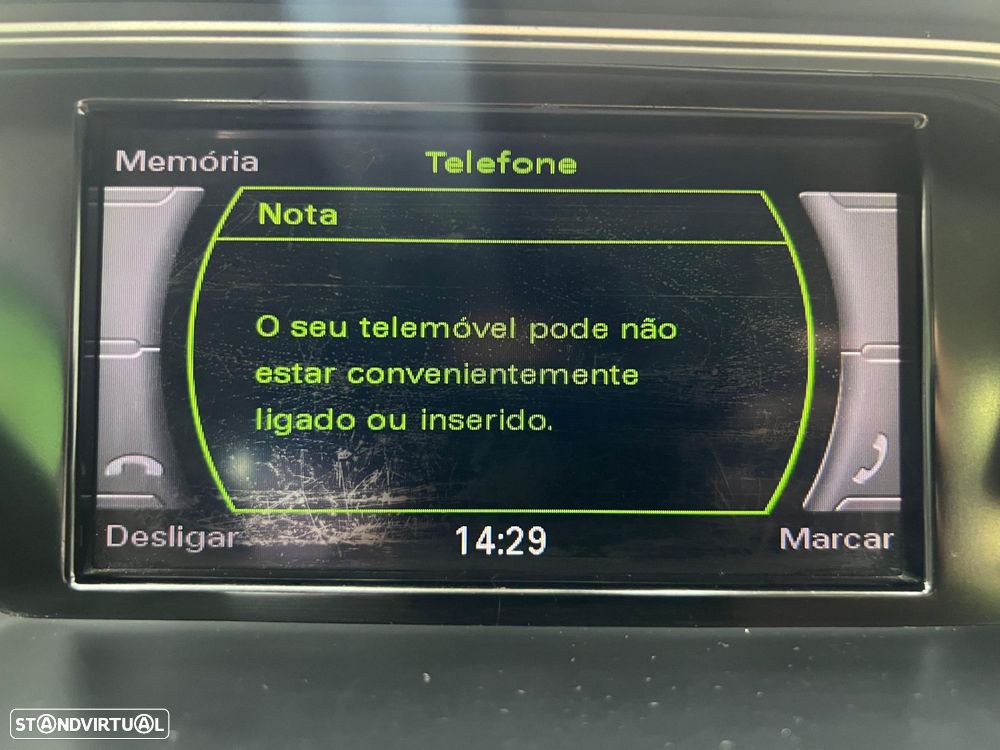 Memória
Telefone
Nota
O seu telemóvel pode não
estar convenientemente
ligado ou inserido.
Desligar
14:29
Marcar
STANDVIRTUAL